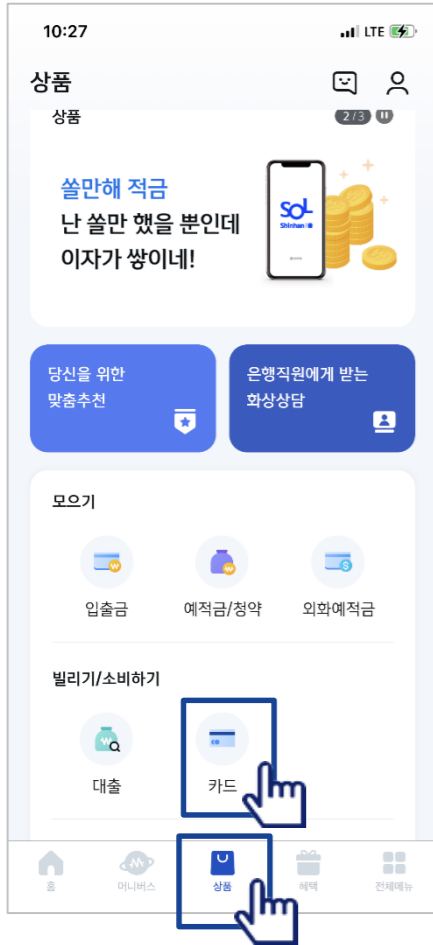 10:27
LTE
상품
상품
2/3
쏠만해 적금
난 쏠만 했을 뿐인데
이자가 쌓이네!
SOL
Shinhan
당신을 위한
맞춤추천
은행직원에게 받는
화상상담
모으기
입출금
예적금/청약
외화예적금
빌리기/소비하기
대출
카드
홈
머니버스
상품
혜택
전체메뉴